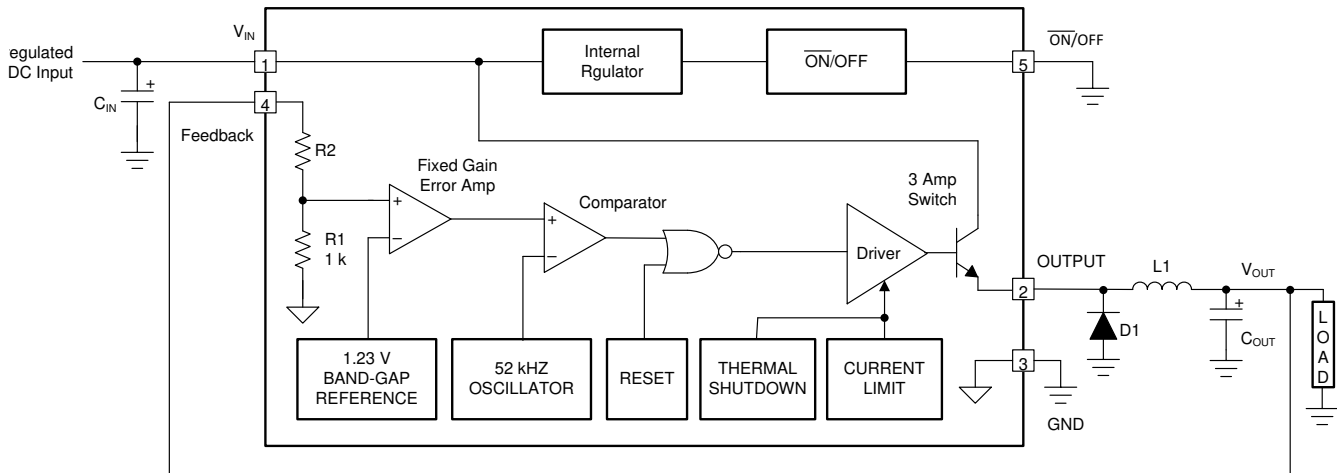 V_IN
egulated
DC Input
C_IN
+
1
4
Feedback
Internal
Rgulator
ON/OFF
5
ON/OFF
R2
R1
1 k
Fixed Gain
Error Amp
+
−
Comparator
+
−
Driver
3 Amp
Switch
OUTPUT
2
L1
V_OUT
D1
+
C_OUT
LOAD
3
GND
1.23 V
BAND-GAP
REFERENCE
52 kHZ
OSCILLATOR
RESET
THERMAL
SHUTDOWN
CURRENT
LIMIT